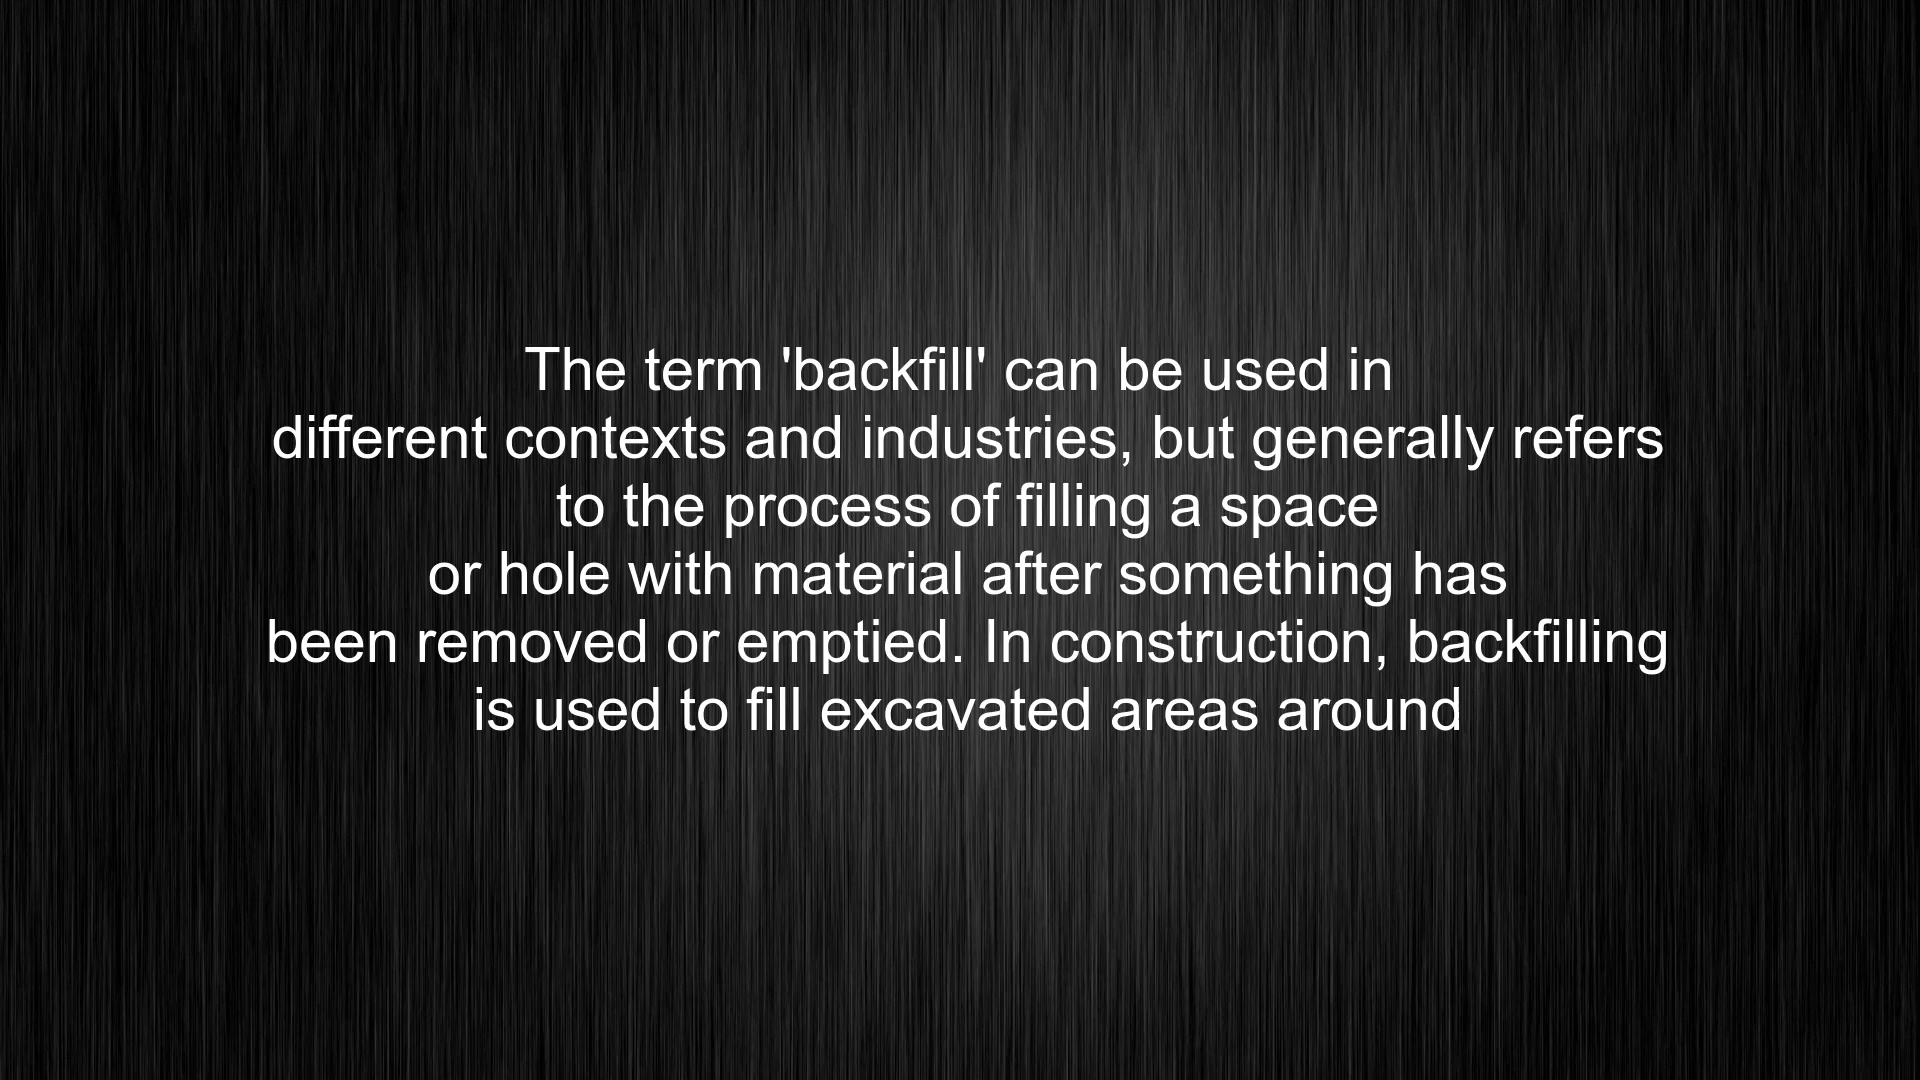 The term 'backfill' can be used in
different contexts and industries, but generally refers
to the process of filling a space
or hole with material after something has
been removed or emptied. In construction, backfilling
is used to fill excavated areas around